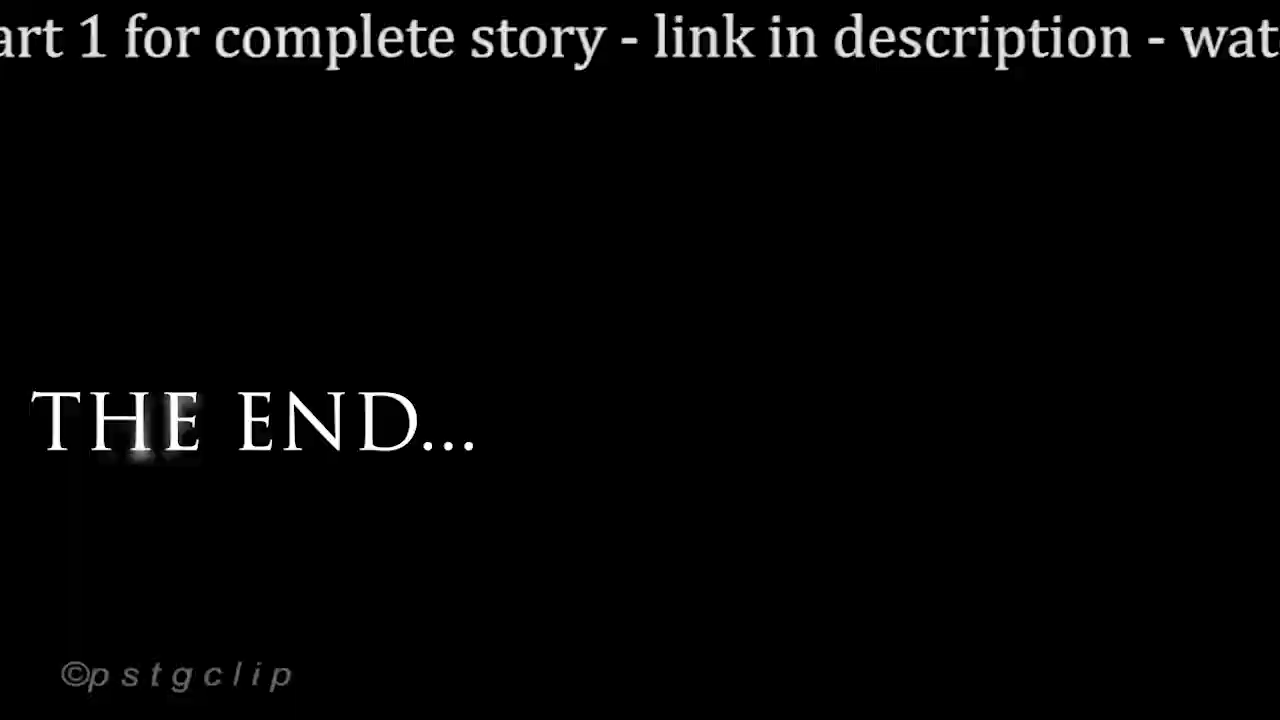 art 1 for complete story - link in description - wat
THE END...
©pstgclip